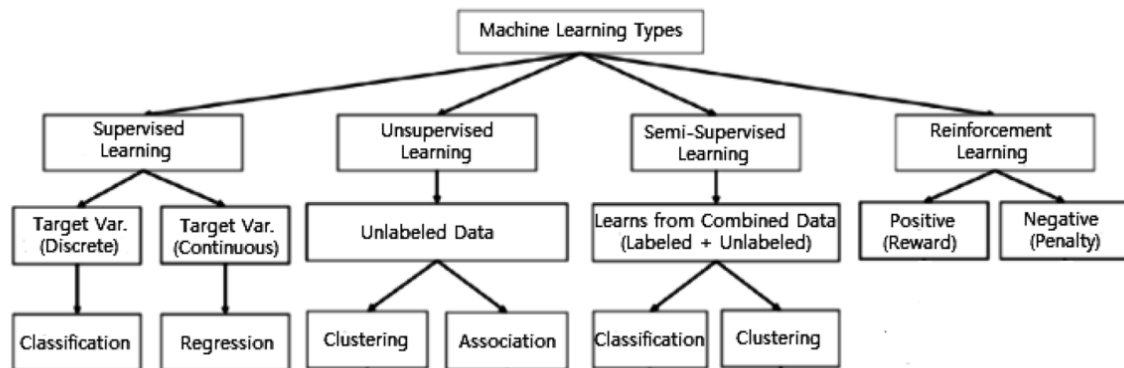 Machine Learning Types
Supervised
Learning
Unsupervised
Learning
Semi-Supervised
Learning
Reinforcement
Learning
Target Var.
(Discrete)
Target Var.
(Continuous)
Unlabeled Data
Learns from Combined Data
(Labeled + Unlabeled)
Positive
(Reward)
Negative
(Penalty)
Classification
Regression
Clustering
Association
Classification
Clustering